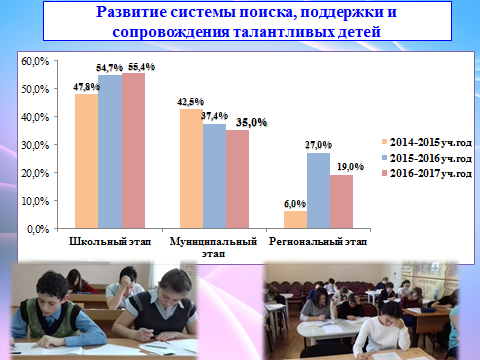 Развитие системы поиска, поддержки и
сопровождения талантливых детей
60,0%
50,0%
40,0%
30,0%
20,0%
10,0%
0,0%
47,8%
54,7%
55,4%
42,5%
37,4%
35,0%
6,0%
27,0%
19,0%
Школьный этап
Муниципальный
этап
Региональный этап
2014-2015 уч.год
2015-2016 уч.год
2016-2017 уч.год